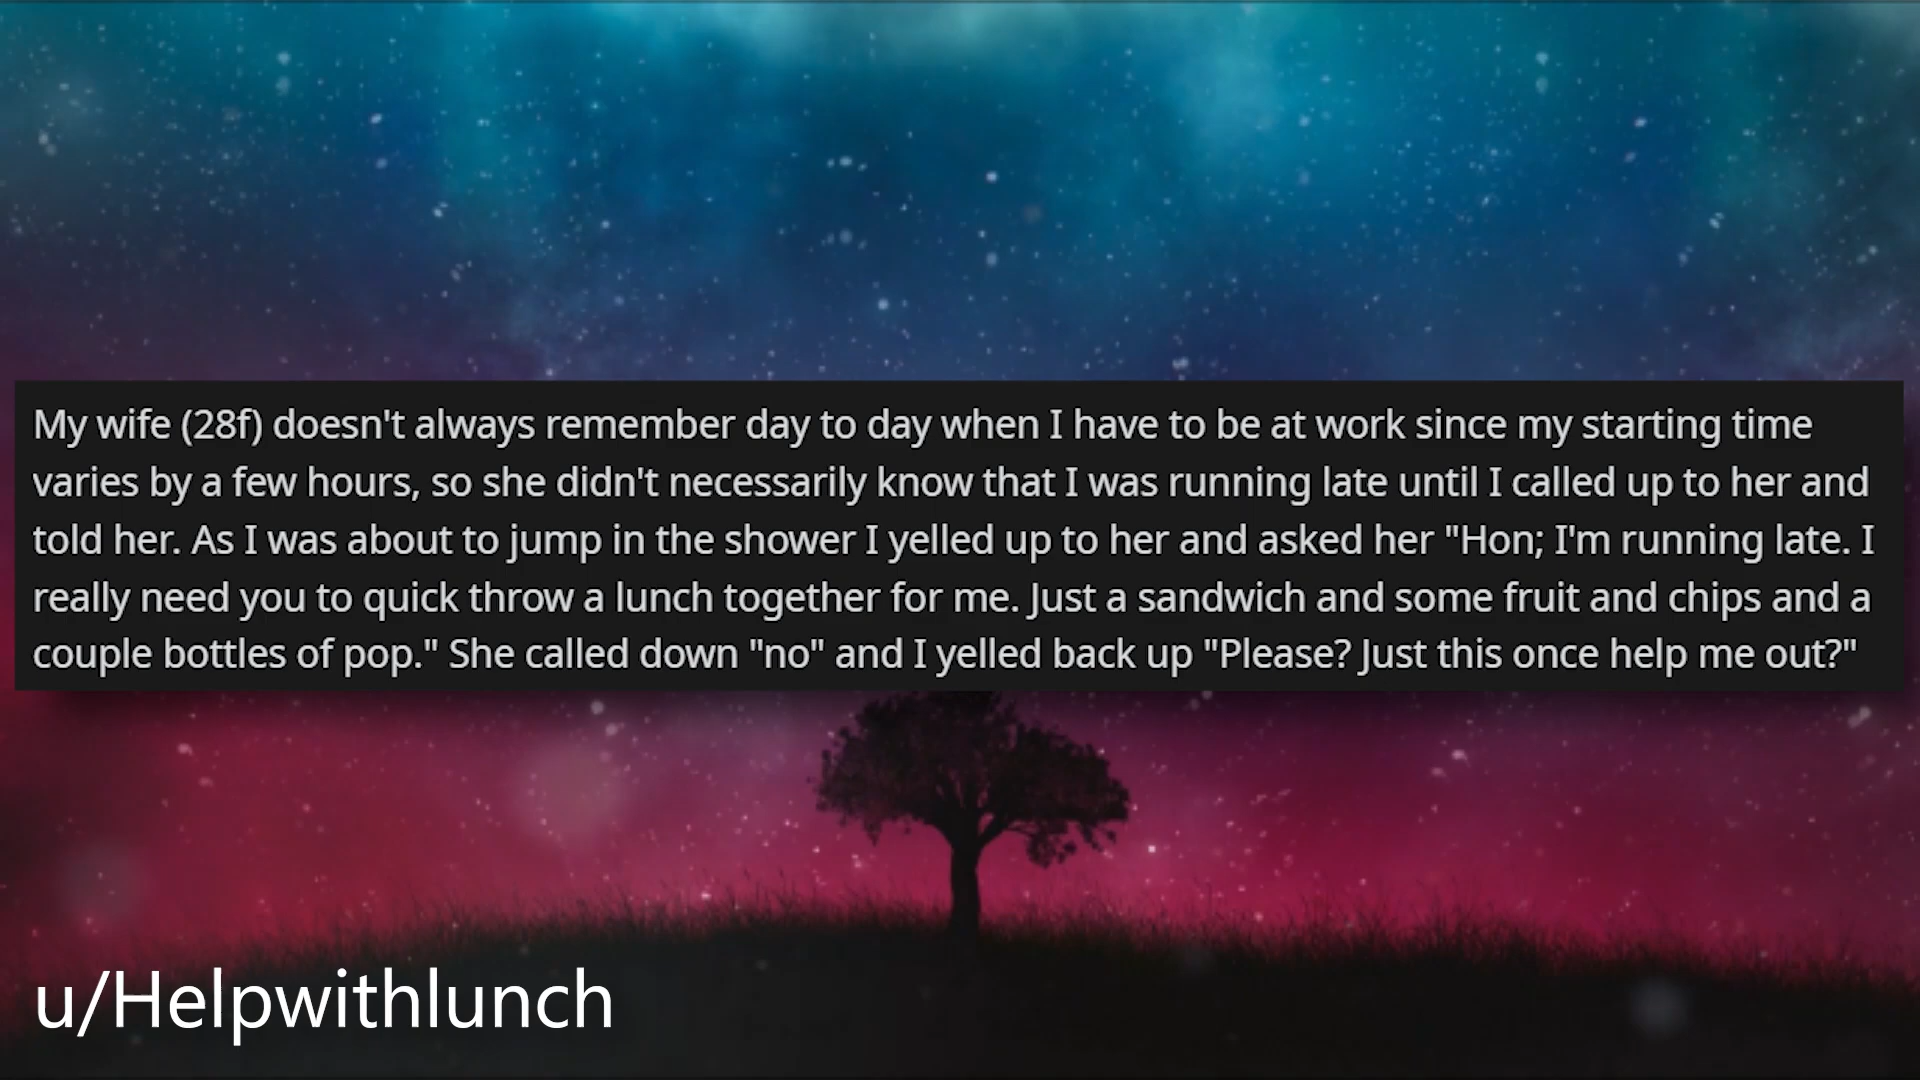 My wife (28f) doesn't always remember day to day when I have to be at work since my starting time
varies by a few hours, so she didn't necessarily know that I was running late until I called up to her and
told her. As I was about to jump in the shower I yelled up to her and asked her "Hon; I'm running late. I
really need you to quick throw a lunch together for me. Just a sandwich and some fruit and chips and a
couple bottles of pop." She called down "no" and I yelled back up "Please? Just this once help me out?"
u/Helpwithlunch